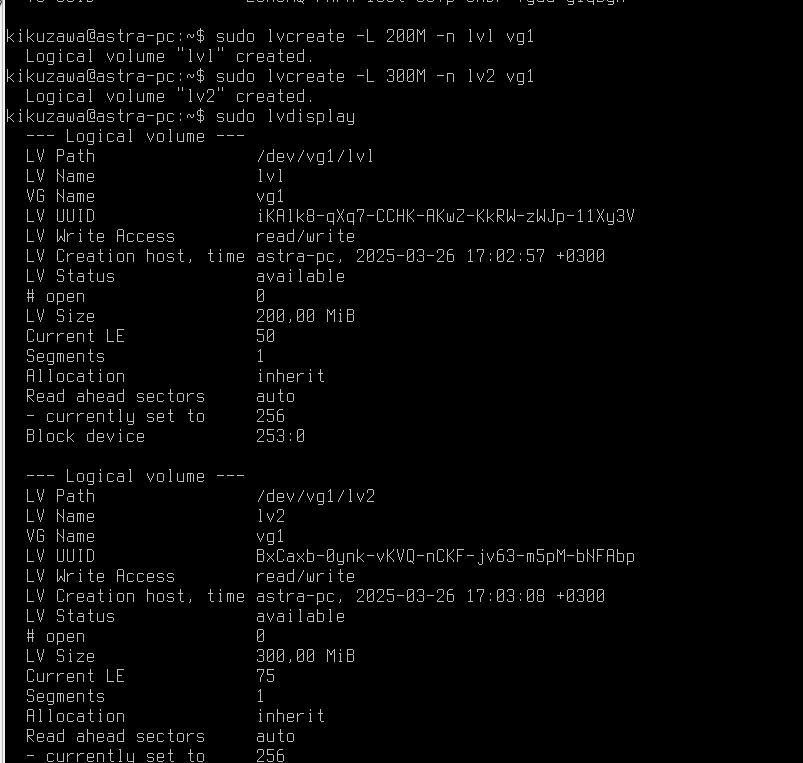 kikuzawa@astra-pc:~$ sudo lvcreate -L 200M -n lvl vg1
Logical volume "lvl" created.
kikuzawa@astra-pc:~$ sudo lvcreate -L 300M -n lv2 vg1
Logical volume "lv2" created.
kikuzawa@astra-pc:~$ sudo lvdisplay
--- Logical volume ---
LV Path /dev/vg1/lvl
LV Name lvl
VG Name vg1
LV UUID iKAlk8-qXq7-CCHK-AKwZ-KkRW-zWJp-11Xy3V
LV Write Access read/write
LV Creation host, time astra-pc, 2025-03-26 17:02:57 +0300
LV Status available
# open 0
LV Size 200,00 MiB
Current LE 50
Segments 1
Allocation inherit
Read ahead sectors auto
- currently set to 256
Block device 253:0
--- Logical volume ---
LV Path /dev/vg1/lv2
LV Name lv2
VG Name vg1
LV UUID BxCaxb-0ynk-vKVQ-nCKF-jv63-m5pM-bNFAbp
LV Write Access read/write
LV Creation host, time astra-pc, 2025-03-26 17:03:08 +0300
LV Status available
# open 0
LV Size 300,00 MiB
Current LE 75
Segments 1
Allocation inherit
Read ahead sectors auto
- currently set to 256